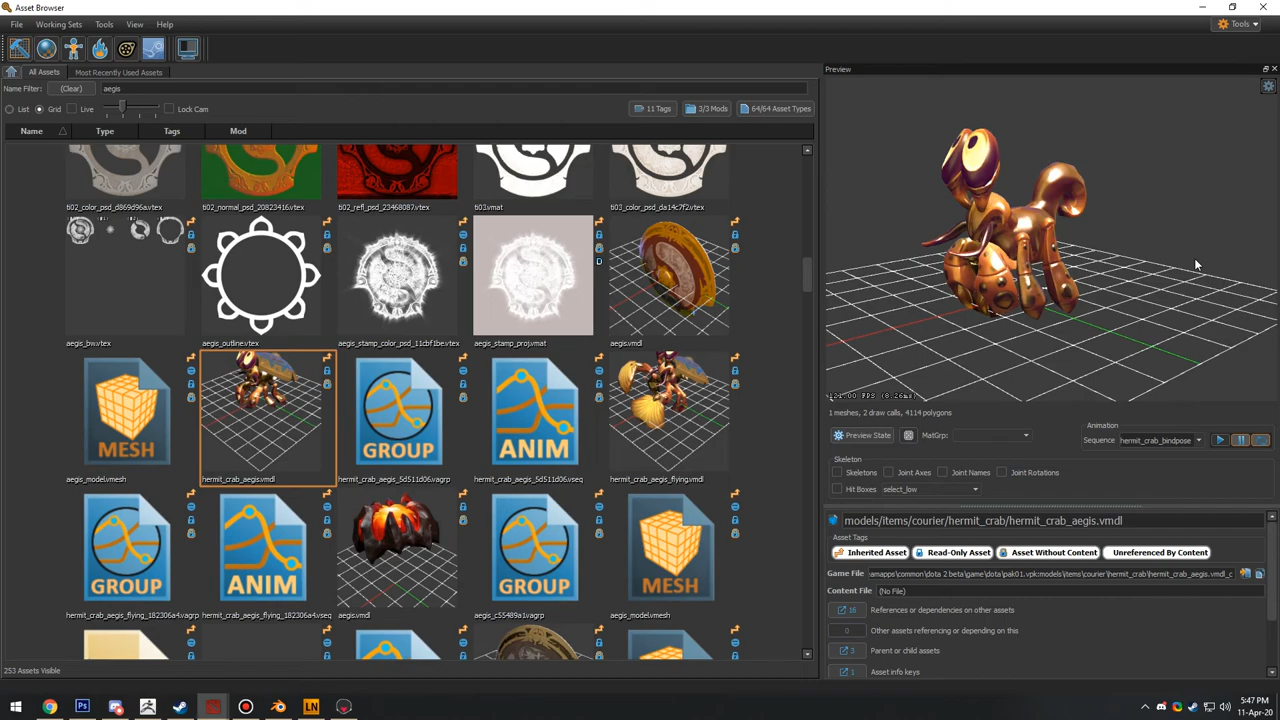 Asset Browser
File Working Sets Tools View Help
Tools
All Assets Most Recently Used Assets
Preview
Name Filter: (Clear) aegis
List Grid Live Lock Cam 11 Tags 3/3 Mods 64/64 Asset Types
Name Type Tags Mod
ti02_color_psd_d869d96a.vtex ti02_normal_psd_20823416.vtex ti02_refl_psd_23468087.vtex ti03.vmat ti03_color_psd_da14c7f2.vtex
D
aegis_bw.vtex aegis_outline.vtex aegis_stamp_color_psd_11cbf1be.vtex aegis_stamp_proj.vmat aegis.vmdl
MESH GROUP ANIM
aegis_model.vmesh hermit_crab_aegis.vmdl hermit_crab_aegis_5d511d06.vagrp hermit_crab_aegis_5d511d06.vseq hermit_crab_aegis_flying.vmdl
GROUP ANIM GROUP MESH
hermit_crab_aegis_flying_182306a4.vagrp hermit_crab_aegis_flying_182306a4.vseq aegis.vmdl aegis_c55489a1.vagrp aegis_model.vmesh
253 Assets Visible
121.00 FPS (8.26ms)
1 meshes, 2 draw calls, 4114 polygons
Preview State MatGrp:
Animation
Sequence hermit_crab_bindpose
Skeleton
Skeletons Joint Axes Joint Names Joint Rotations
Hit Boxes select_low
models/items/courier/hermit_crab/hermit_crab_aegis.vmdl
Asset Tags
Inherited Asset Read-Only Asset Asset Without Content Unreferenced By Content
Game File amapps\common\dota 2 beta\game\dota\pak01.vpk:models\items\courier\hermit_crab\hermit_crab_aegis.vmdl_c
Content File (No File)
16 References or dependencies on other assets
0 Other assets referencing or depending on this
3 Parent or child assets
1 Asset info keys
Ps LN
5:47 PM
11-Apr-20